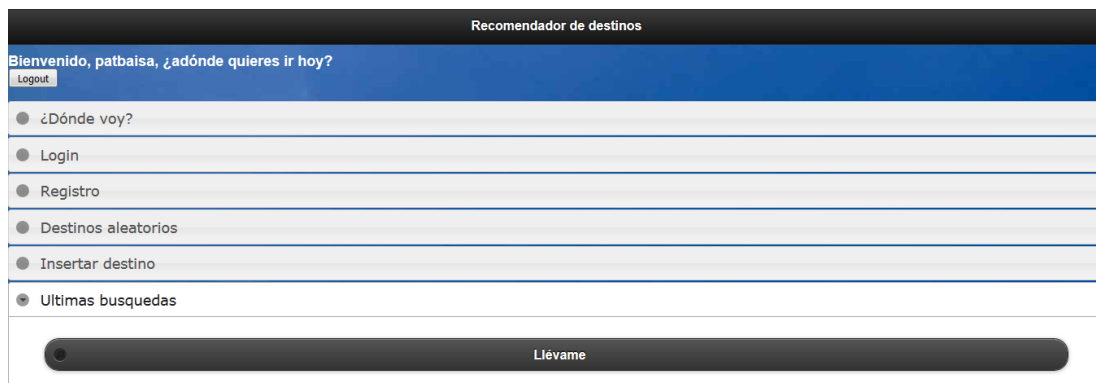 Recomendador de destinos
Bienvenido, patbaisa, ¿adónde quieres ir hoy?
Logout
¿Dónde voy?
Login
Registro
Destinos aleatorios
Insertar destino
Ultimas busquedas
Llévame